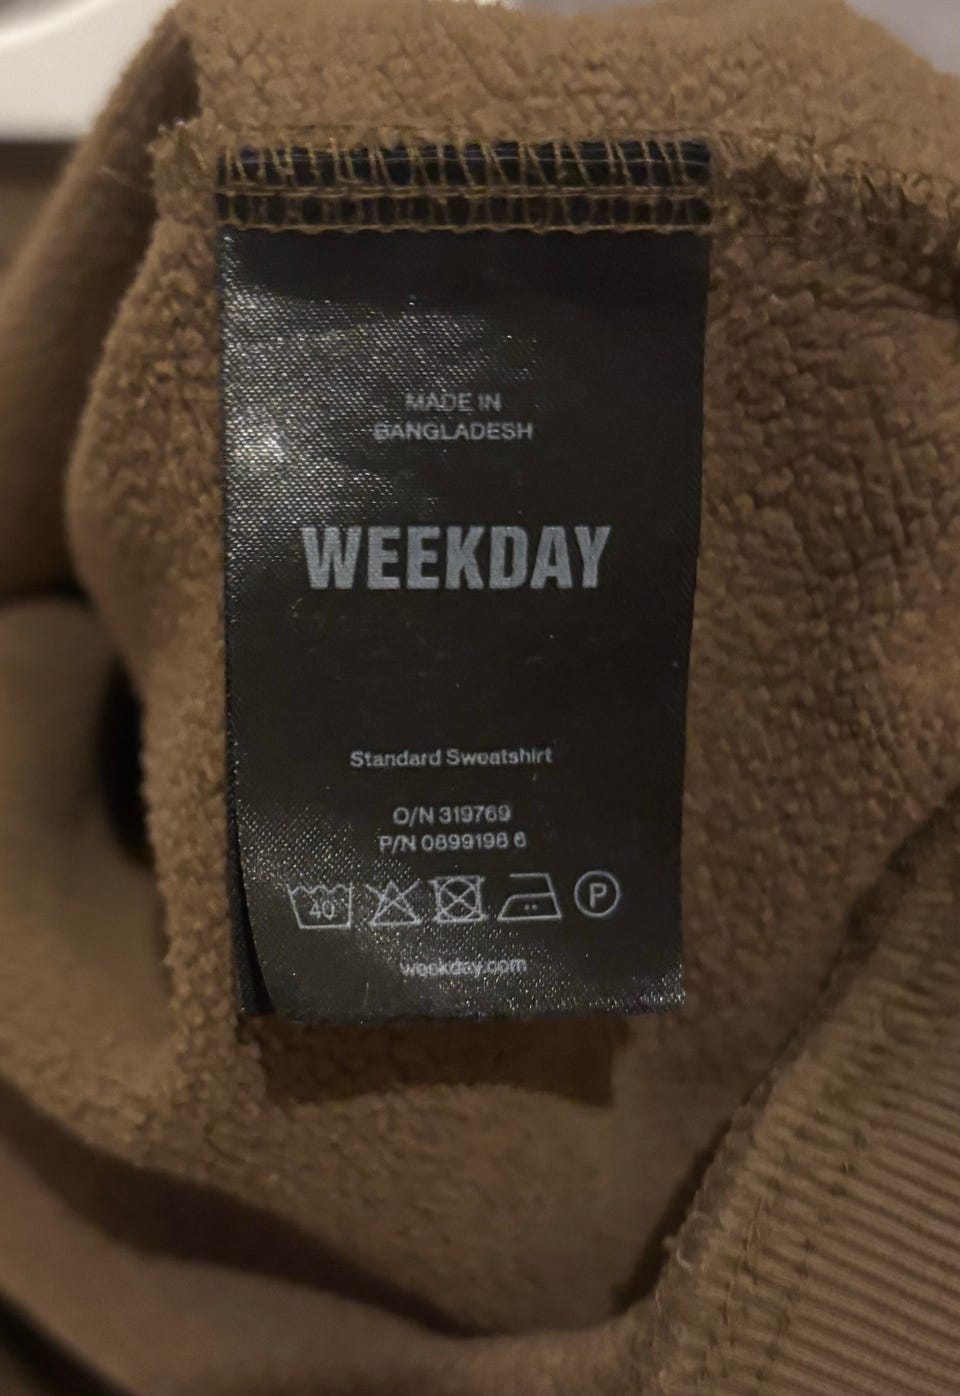 MADE IN
BANGLADESH
WEEKDAY
Standard Sweatshirt
O/N 319769
P/N 0899198 6
40 P
weekday.com